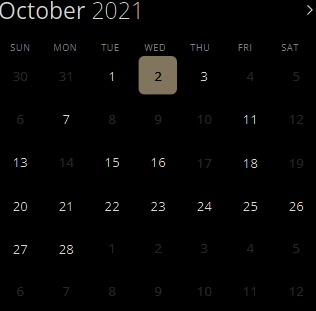 October 2021 >
SUN MON TUE WED THU FRI SAT
30 31 1 2 3 4 5
6 7 8 9 10 11 12
13 14 15 16 17 18 19
20 21 22 23 24 25 26
27 28 1 2 3 4 5
6 7 8 9 10 11 12